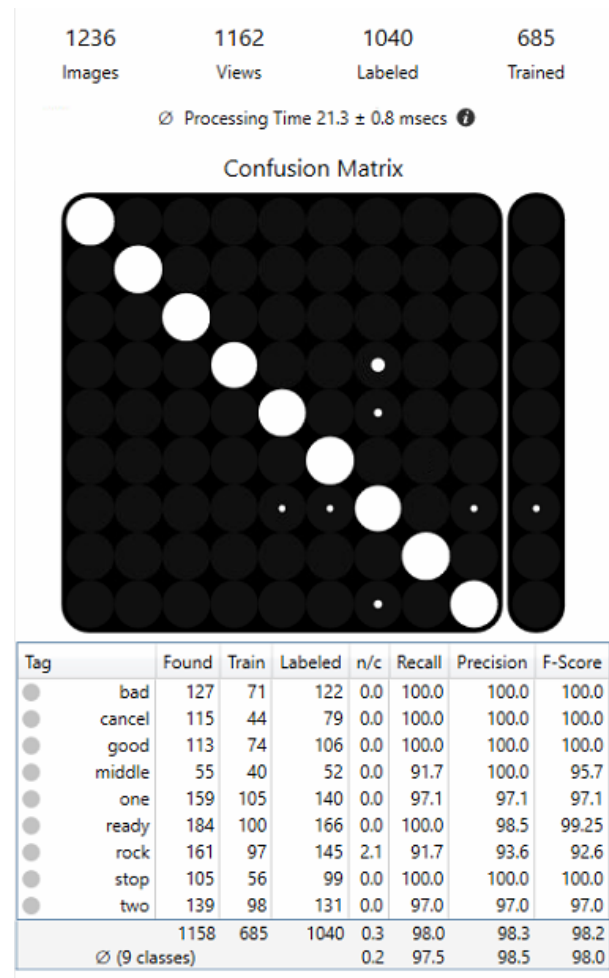 1236 1162 1040 685
Images Views Labeled Trained
∅ Processing Time 21.3 ± 0.8 msecs i
Confusion Matrix
Tag Found Train Labeled n/c Recall Precision F-Score
bad 127 71 122 0.0 100.0 100.0 100.0
cancel 115 44 79 0.0 100.0 100.0 100.0
good 113 74 106 0.0 100.0 100.0 100.0
middle 55 40 52 0.0 91.7 100.0 95.7
one 159 105 140 0.0 97.1 97.1 97.1
ready 184 100 166 0.0 100.0 98.5 99.25
rock 161 97 145 2.1 91.7 93.6 92.6
stop 105 56 99 0.0 100.0 100.0 100.0
two 139 98 131 0.0 97.0 97.0 97.0
1158 685 1040 0.3 98.0 98.3 98.2
∅ (9 classes) 0.2 97.5 98.5 98.0